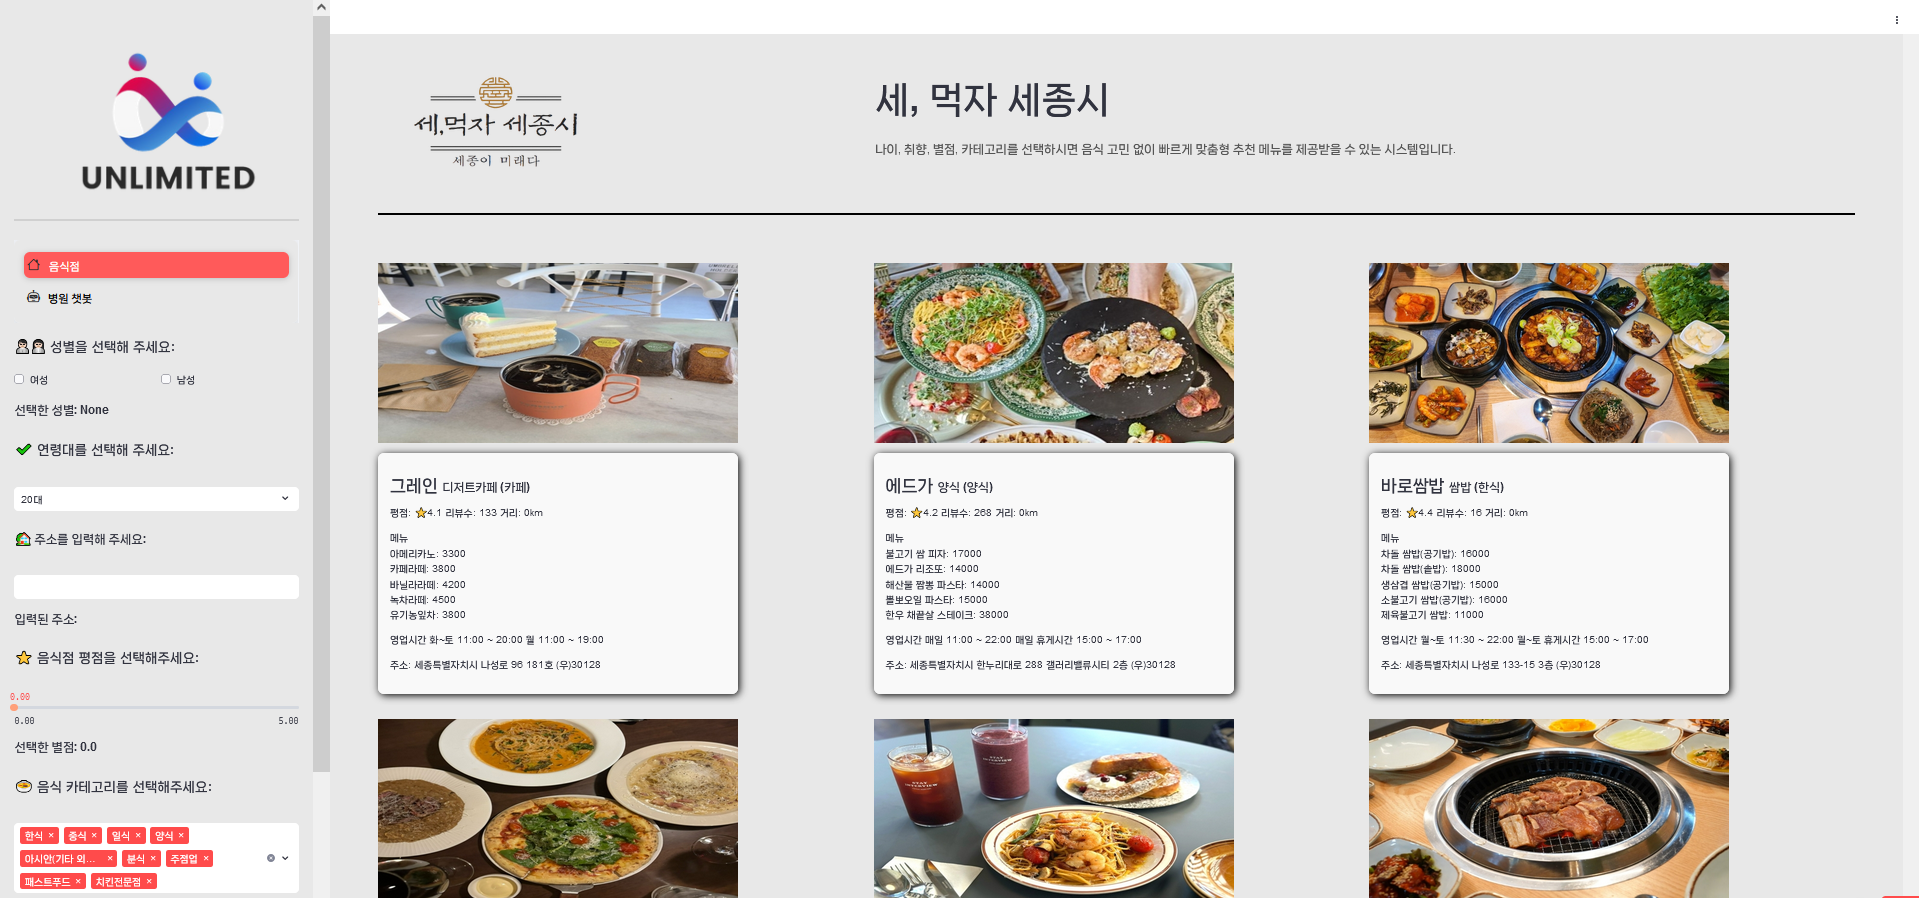 UNLIMITED
음식점
병원 챗봇
성별을 선택해 주세요:
여성
남성
선택한 성별: None
연령대를 선택해 주세요:
20대
주소를 입력해 주세요:
입력된 주소:
음식점 평점을 선택해주세요:
0.00
0.00 5.00
선택한 별점: 0.0
음식 카테고리를 선택해주세요:
한식 × 중식 × 일식 × 양식 ×
아시안(기타 외... × 분식 × 주점업 ×
패스트푸드 × 치킨전문점 ×
세,먹자 세종시
세종이 미래다
세, 먹자 세종시
나이, 취향, 별점, 카테고리를 선택하시면 음식 고민 없이 빠르게 맞춤형 추천 메뉴를 제공받을 수 있는 시스템입니다.
그레인 디저트카페 (카페)
평점: ⭐4.1 리뷰수: 133 거리: 0km
메뉴
아메리카노: 3300
카페라떼: 3800
바닐라라떼: 4200
녹차라떼: 4500
유기농잎차: 3800
영업시간 화~토 11:00 ~ 20:00 월 11:00 ~ 19:00
주소: 세종특별자치시 나성로 96 181호 (우)30128
에드가 양식 (양식)
평점: ⭐4.2 리뷰수: 268 거리: 0km
메뉴
불고기 쌈 피자: 17000
에드가 리조또: 14000
해산물 짬뽕 파스타: 14000
뽈뽀오일 파스타: 15000
한우 채끝살 스테이크: 38000
영업시간 매일 11:00 ~ 22:00 매일 휴게시간 15:00 ~ 17:00
주소: 세종특별자치시 한누리대로 288 갤러리밸류시티 2층 (우)30128
바로쌈밥 쌈밥 (한식)
평점: ⭐4.4 리뷰수: 16 거리: 0km
메뉴
차돌 쌈밥(공기밥): 16000
차돌 쌈밥(솥밥): 18000
생삼겹 쌈밥(공기밥): 15000
소불고기 쌈밥(공기밥): 16000
제육불고기 쌈밥: 11000
영업시간 월~토 11:30 ~ 22:00 월~토 휴게시간 15:00 ~ 17:00
주소: 세종특별자치시 나성로 133-15 3층 (우)30128
STAY
INTERVIEW
STAY
INTERVIEW